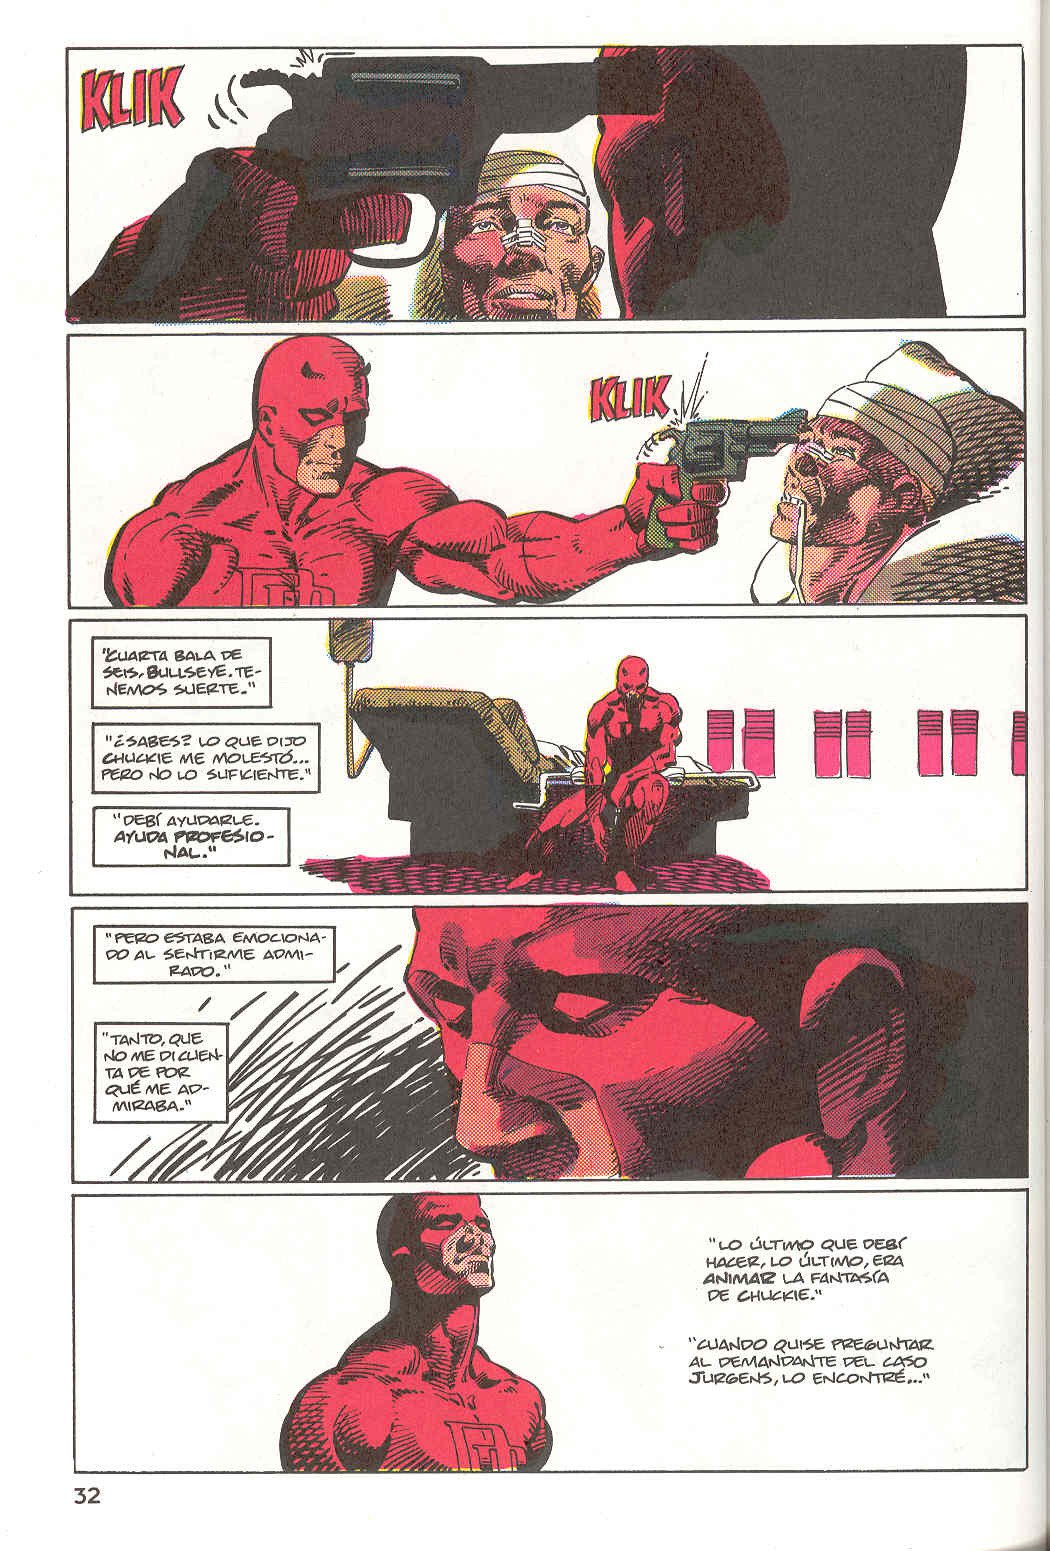 KLIK
KLIK
"CUARTA BALA DE
SEIS, BULLSEYE. TE-
NEMOS SUERTE."
"¿SABES? LO QUE DIJO
CHUCKIE ME MOLESTÓ...
PERO NO LO SUFICIENTE."
"DEBÍ AYUDARLE.
AYUDA PROFESIO-
NAL."
"PERO ESTABA EMOCIONA-
DO AL SENTIRME ADMI-
RADO."
"TANTO, QUE
NO ME DI CUEN-
TA DE POR
QUÉ ME AD-
MIRABA."
"LO ÚLTIMO QUE DEBÍ
HACER, LO ÚLTIMO, ERA
ANIMAR LA FANTASÍA
DE CHUCKIE."
"CUANDO QUISE PREGUNTAR
AL DEMANDANTE DEL CASO
JURGENS, LO ENCONTRÉ..."
DD
DD
32